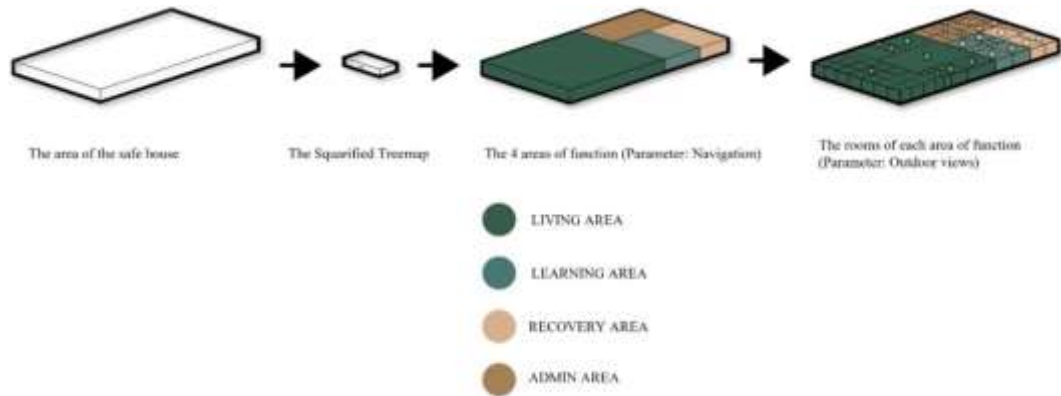 The area of the safe house
The Squarified Treemap
The 4 areas of function (Parameter: Navigation)
The rooms of each area of function
(Parameter: Outdoor views)
LIVING AREA
LEARNING AREA
RECOVERY AREA
ADMIN AREA